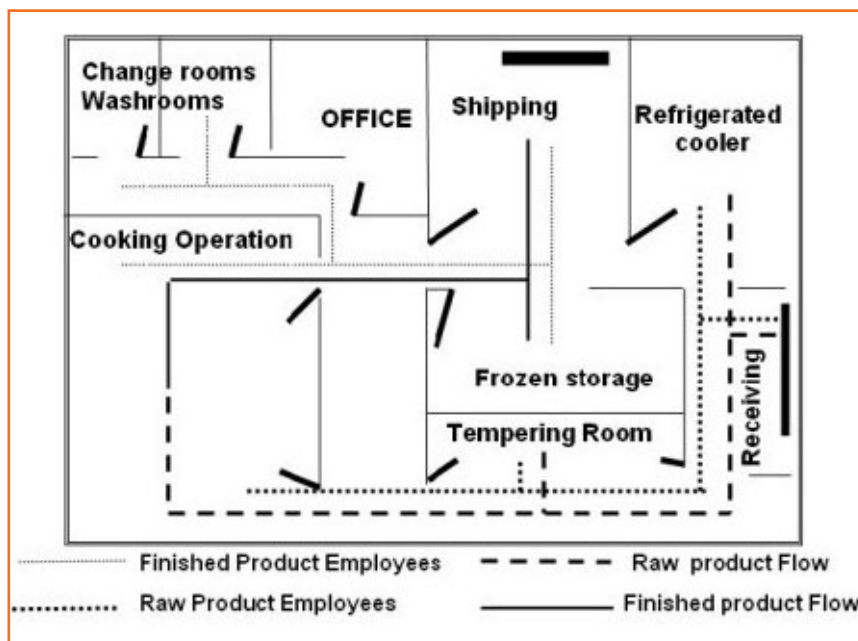 Change rooms
Washrooms
OFFICE
Shipping
Refrigerated
cooler
Cooking Operation
Frozen storage
Receiving
Tempering Room
Finished Product Employees
Raw product Flow
Raw Product Employees
Finished product Flow